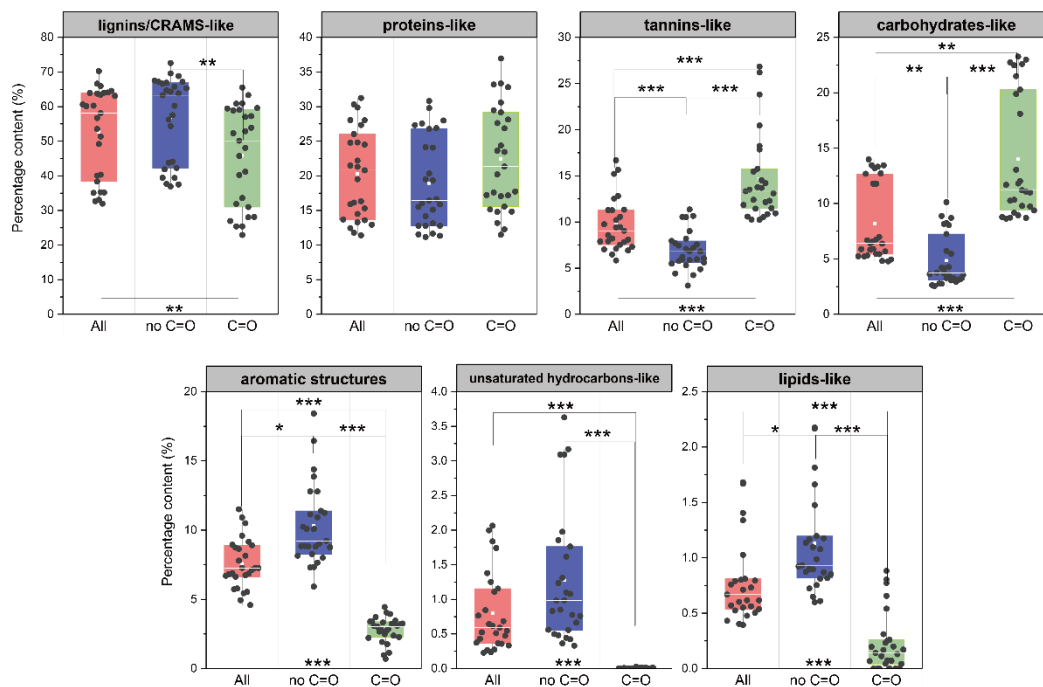 lignins/CRAMS-like
proteins-like
tannins-like
carbohydrates-like
Percentage content (%)
80
70
60
50
40
30
20
10
0
**
**
All
no C=O
C=O
50
40
30
20
10
0
All
no C=O
C=O
30
25
20
15
10
5
0
***
***
***
***
All
no C=O
C=O
25
20
15
10
5
0
**
**
***
***
All
no C=O
C=O
aromatic structures
unsaturated hydrocarbons-like
lipids-like
Percentage content (%)
20
15
10
5
0
***
*
***
***
All
no C=O
C=O
4.0
3.5
3.0
2.5
2.0
1.5
1.0
0.5
0.0
***
***
***
All
no C=O
C=O
2.5
2.0
1.5
1.0
0.5
0.0
***
*
***
***
All
no C=O
C=O